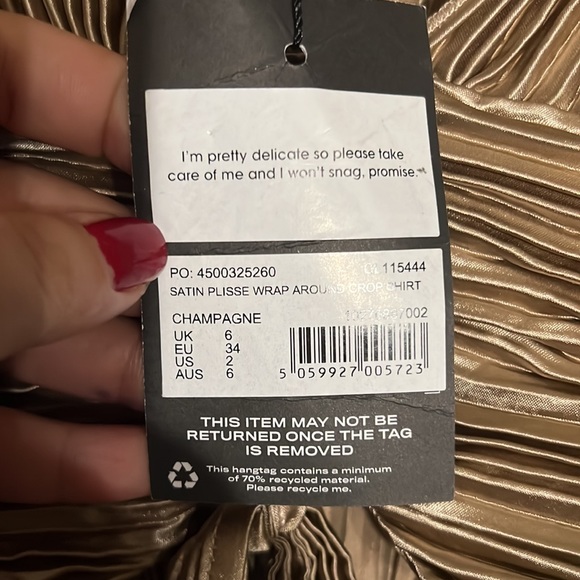 I'm pretty delicate so please take
care of me and I won't snag, promise.
PO: 4500325260 115444
SATIN PLISSE WRAP AROUND CROP SHIRT
CHAMPAGNE
UK 6
EU 34
US 2
AUS 6
5 059927 005723
THIS ITEM MAY NOT BE
RETURNED ONCE THE TAG
IS REMOVED
This hangtag contains a minimum
of 70% recycled material.
Please recycle me.